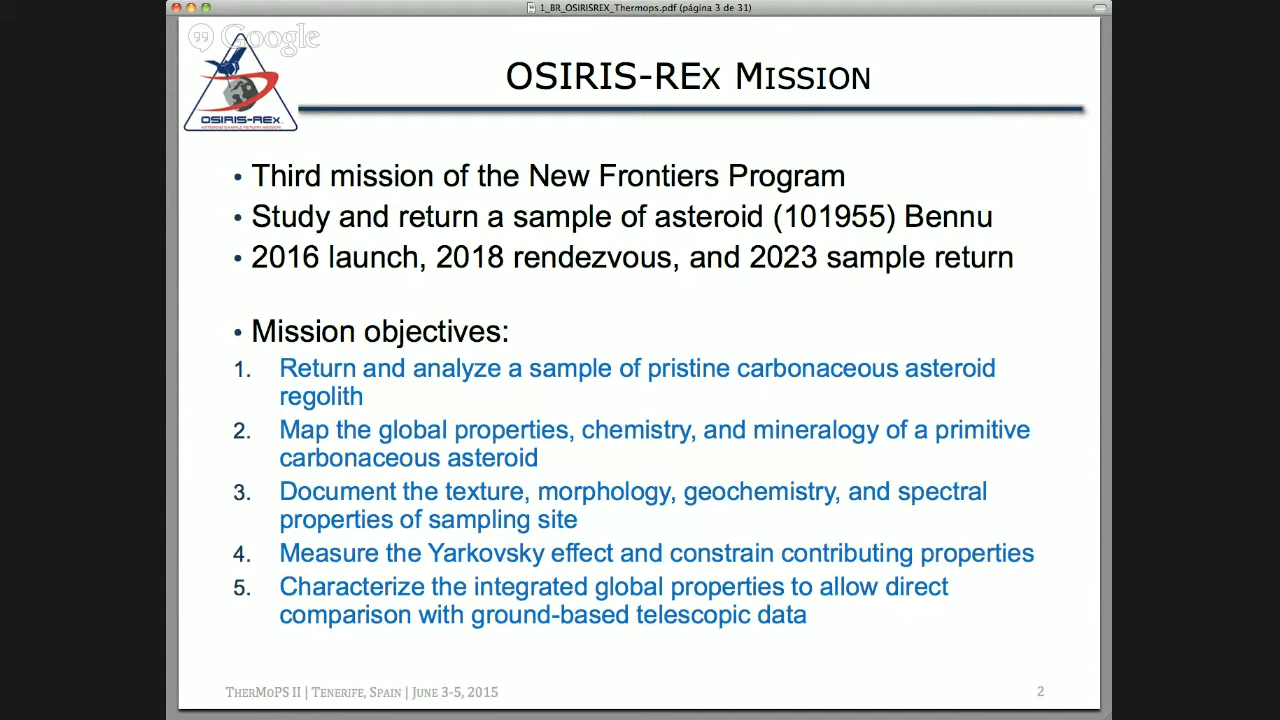 1_BR_OSIRISREX_Thermops.pdf (página 3 de 31)
Google
OSIRIS-REx Mission
OSIRIS-REx
ASTEROID SAMPLE RETURN MISSION
• Third mission of the New Frontiers Program
• Study and return a sample of asteroid (101955) Bennu
• 2016 launch, 2018 rendezvous, and 2023 sample return
• Mission objectives:
1. Return and analyze a sample of pristine carbonaceous asteroid
regolith
2. Map the global properties, chemistry, and mineralogy of a primitive
carbonaceous asteroid
3. Document the texture, morphology, geochemistry, and spectral
properties of sampling site
4. Measure the Yarkovsky effect and constrain contributing properties
5. Characterize the integrated global properties to allow direct
comparison with ground-based telescopic data
TherMoPS II | Tenerife, Spain | June 3-5, 2015
2